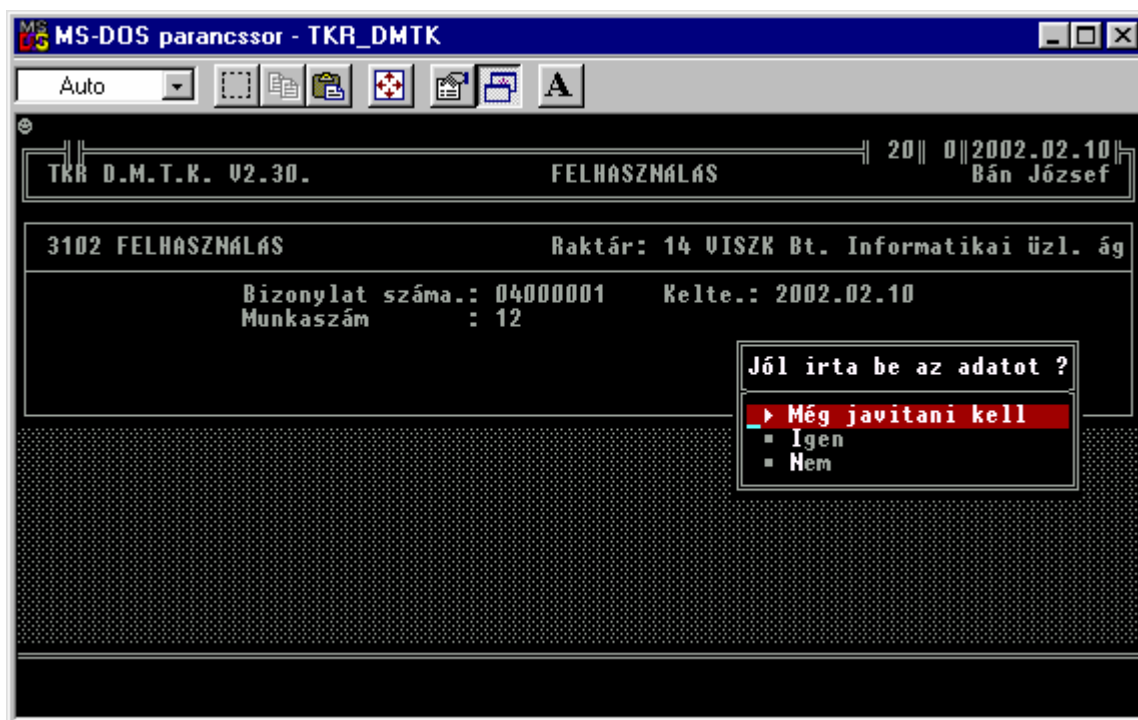 MS-DOS parancssor - TKR_DMTK
Auto
A
20 0 2002.02.10
TKR D.M.T.K. V2.30. FELHASZNÁLÁS Bán József
3102 FELHASZNÁLÁS Raktár: 14 VISZK Bt. Informatikai üzl. ág
Bizonylat száma.: 04000001 Kelte.: 2002.02.10
Munkaszám : 12
Jól irta be az adatot ?
Még javitani kell
Igen
Nem